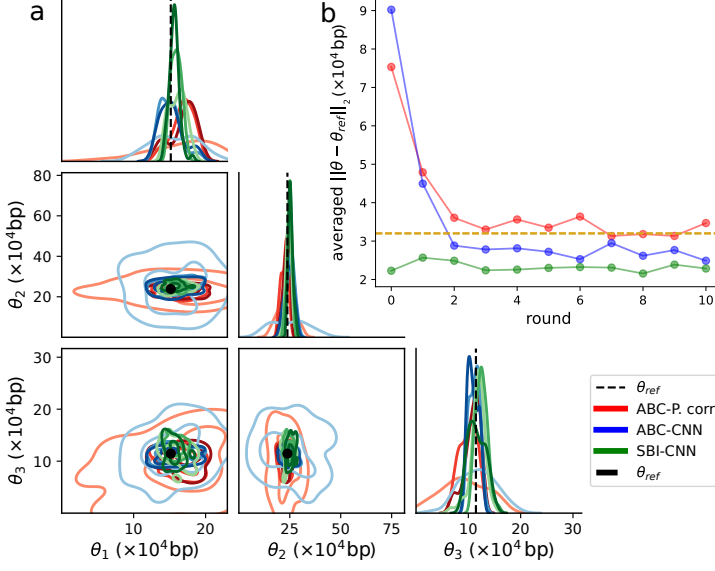 a
b
θ₂ (×10⁴bp)
80
60
40
20
θ₃ (×10⁴bp)
30
20
10
10
20
θ₁ (×10⁴bp)
25
50
75
θ₂ (×10⁴bp)
10
20
30
θ₃ (×10⁴bp)
averaged ||θ − θref||₂ (×10⁴bp)
9
8
7
6
5
4
3
2
0
2
4
6
8
10
round
θref
ABC-P. corr
ABC-CNN
SBI-CNN
θref